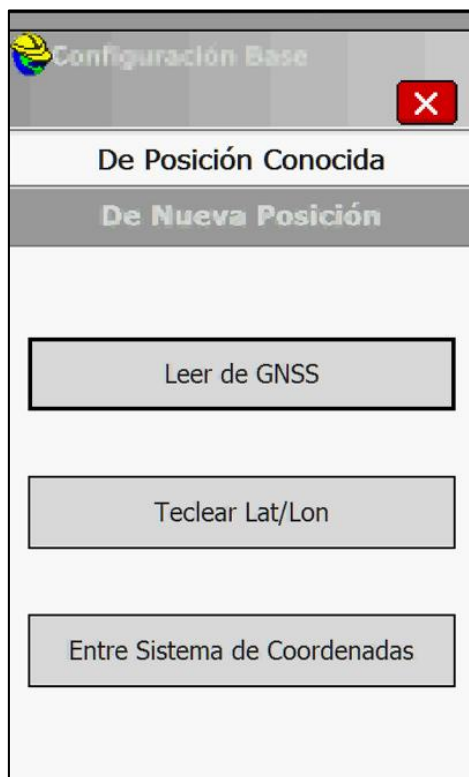 Configuración Base
De Posición Conocida
De Nueva Posición
Leer de GNSS
Teclear Lat/Lon
Entre Sistema de Coordenadas